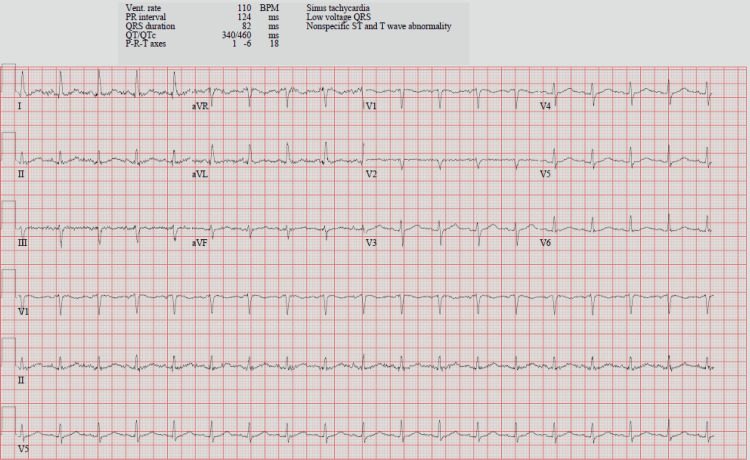 Vent. rate 110 BPM Sinus tachycardia
PR interval 124 ms Low voltage QRS
QRS duration 82 ms Nonspecific ST and T wave abnormality
QT/QTc 340/460 ms
P-R-T axes 1 -6 18
I aVR V1 V4
II aVL V2 V5
III aVF V3 V6
V1
II
V5